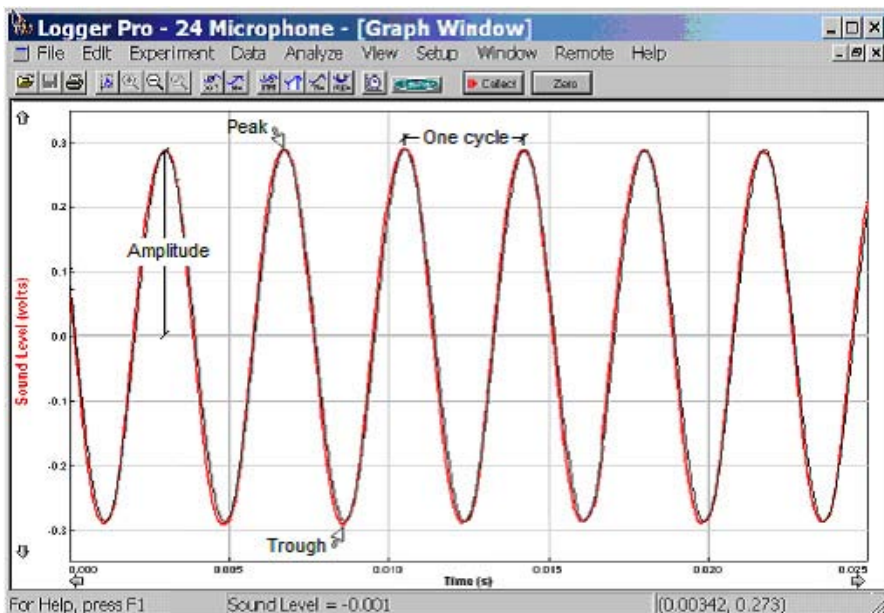 Logger Pro - 24 Microphone - [Graph Window]
File Edit Experiment Data Analyze View Setup Window Remote Help
Collect Zero
Peak
One cycle
Amplitude
Trough
Sound Level (volts)
0.3
0.2
0.1
0.0
-0.1
-0.2
-0.3
0.000 0.005 0.010 0.015 0.020 0.025
Time (s)
For Help, press F1 Sound Level = -0.001 (0.00342, 0.273)